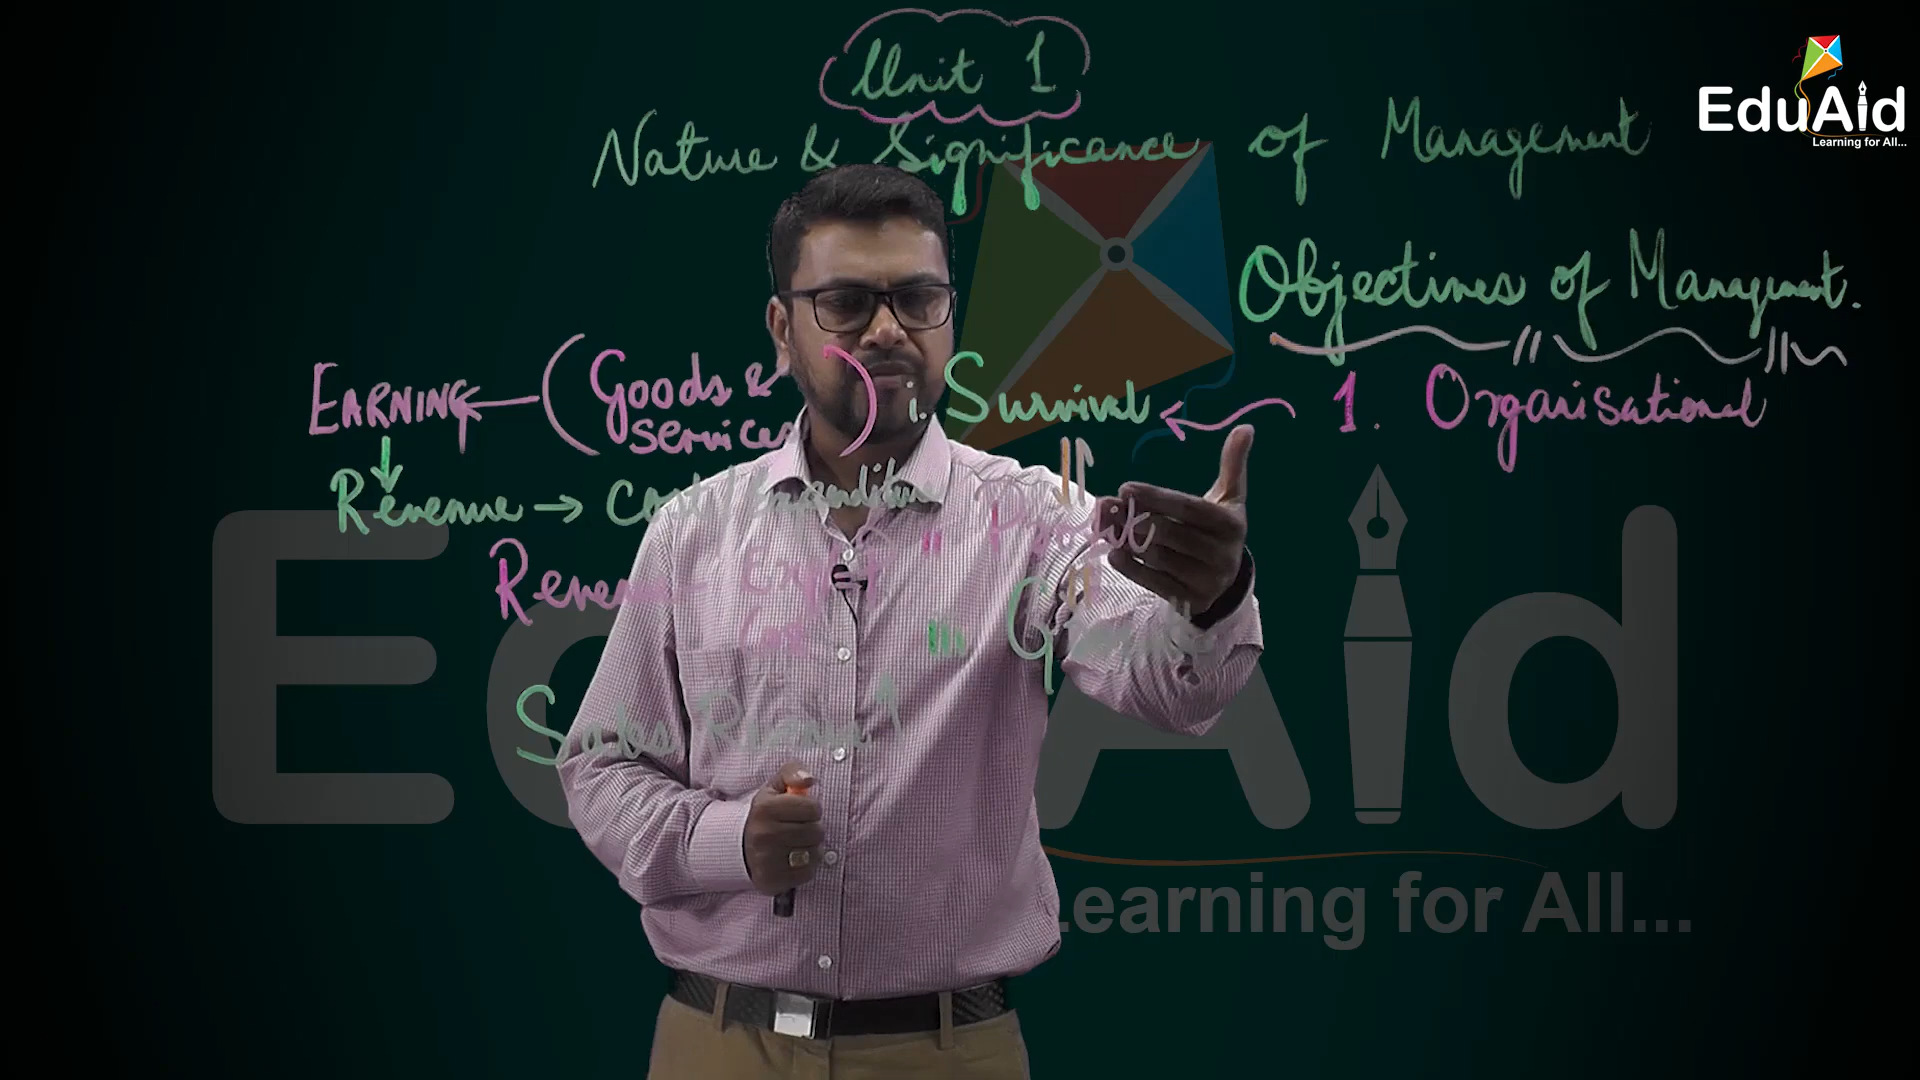 Unit 1
Nature & Significance of Management
EduAid
Learning for All...
Objectives of Management.
1. Organisational
i. Survival
(Goods & services)
EARNING
Revenue → Cost / Expenditure
ii Profit
Revenue - Exp
Cost
iii Growth
Sales Revenue ↑
EduAid
Learning for All...